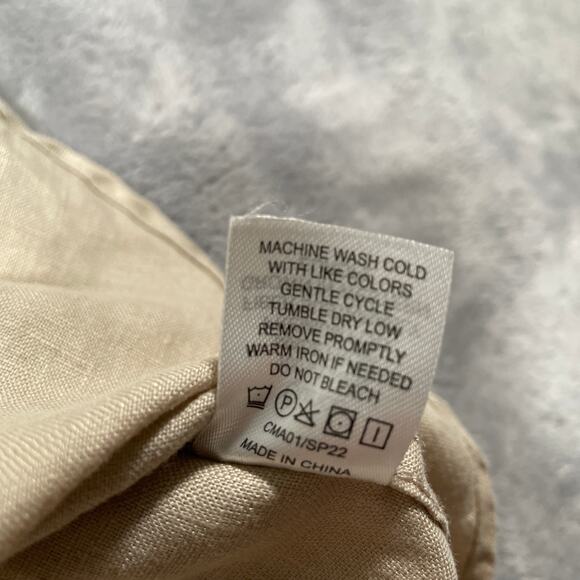 MACHINE WASH COLD
WITH LIKE COLORS
GENTLE CYCLE
TUMBLE DRY LOW
REMOVE PROMPTLY
WARM IRON IF NEEDED
DO NOT BLEACH
P
CMA01/SP22
MADE IN CHINA